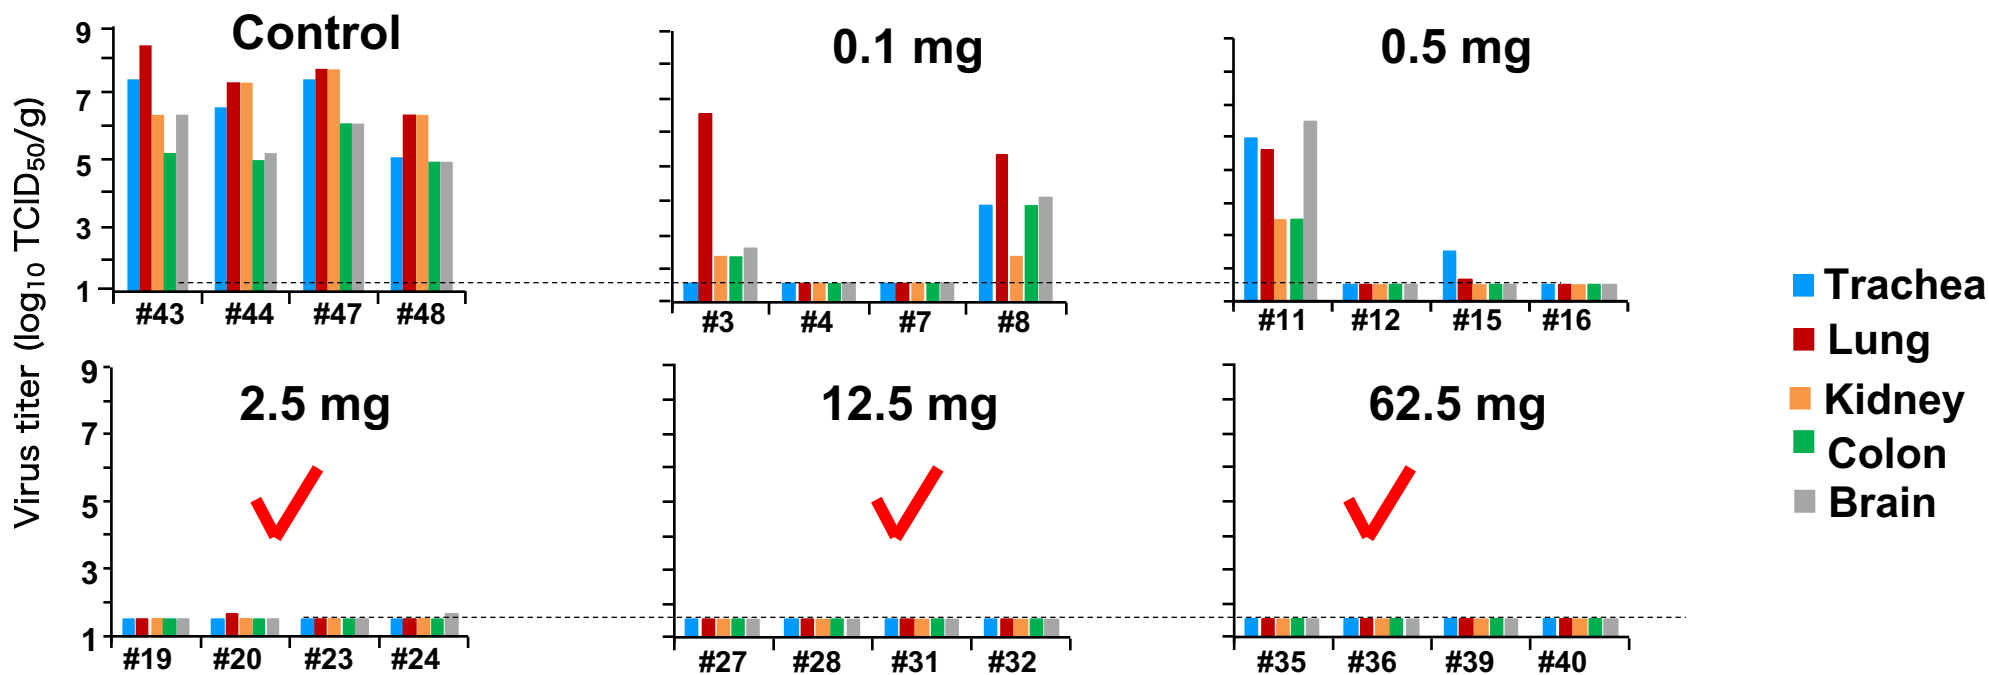 Virus titer (log10 TCID50/g)
Control
9
7
5
3
1
#43 #44 #47 #48
0.1 mg
#3 #4 #7 #8
0.5 mg
#11 #12 #15 #16
2.5 mg
9
7
5
3
1
#19 #20 #23 #24
12.5 mg
#27 #28 #31 #32
62.5 mg
#35 #36 #39 #40
Trachea
Lung
Kidney
Colon
Brain